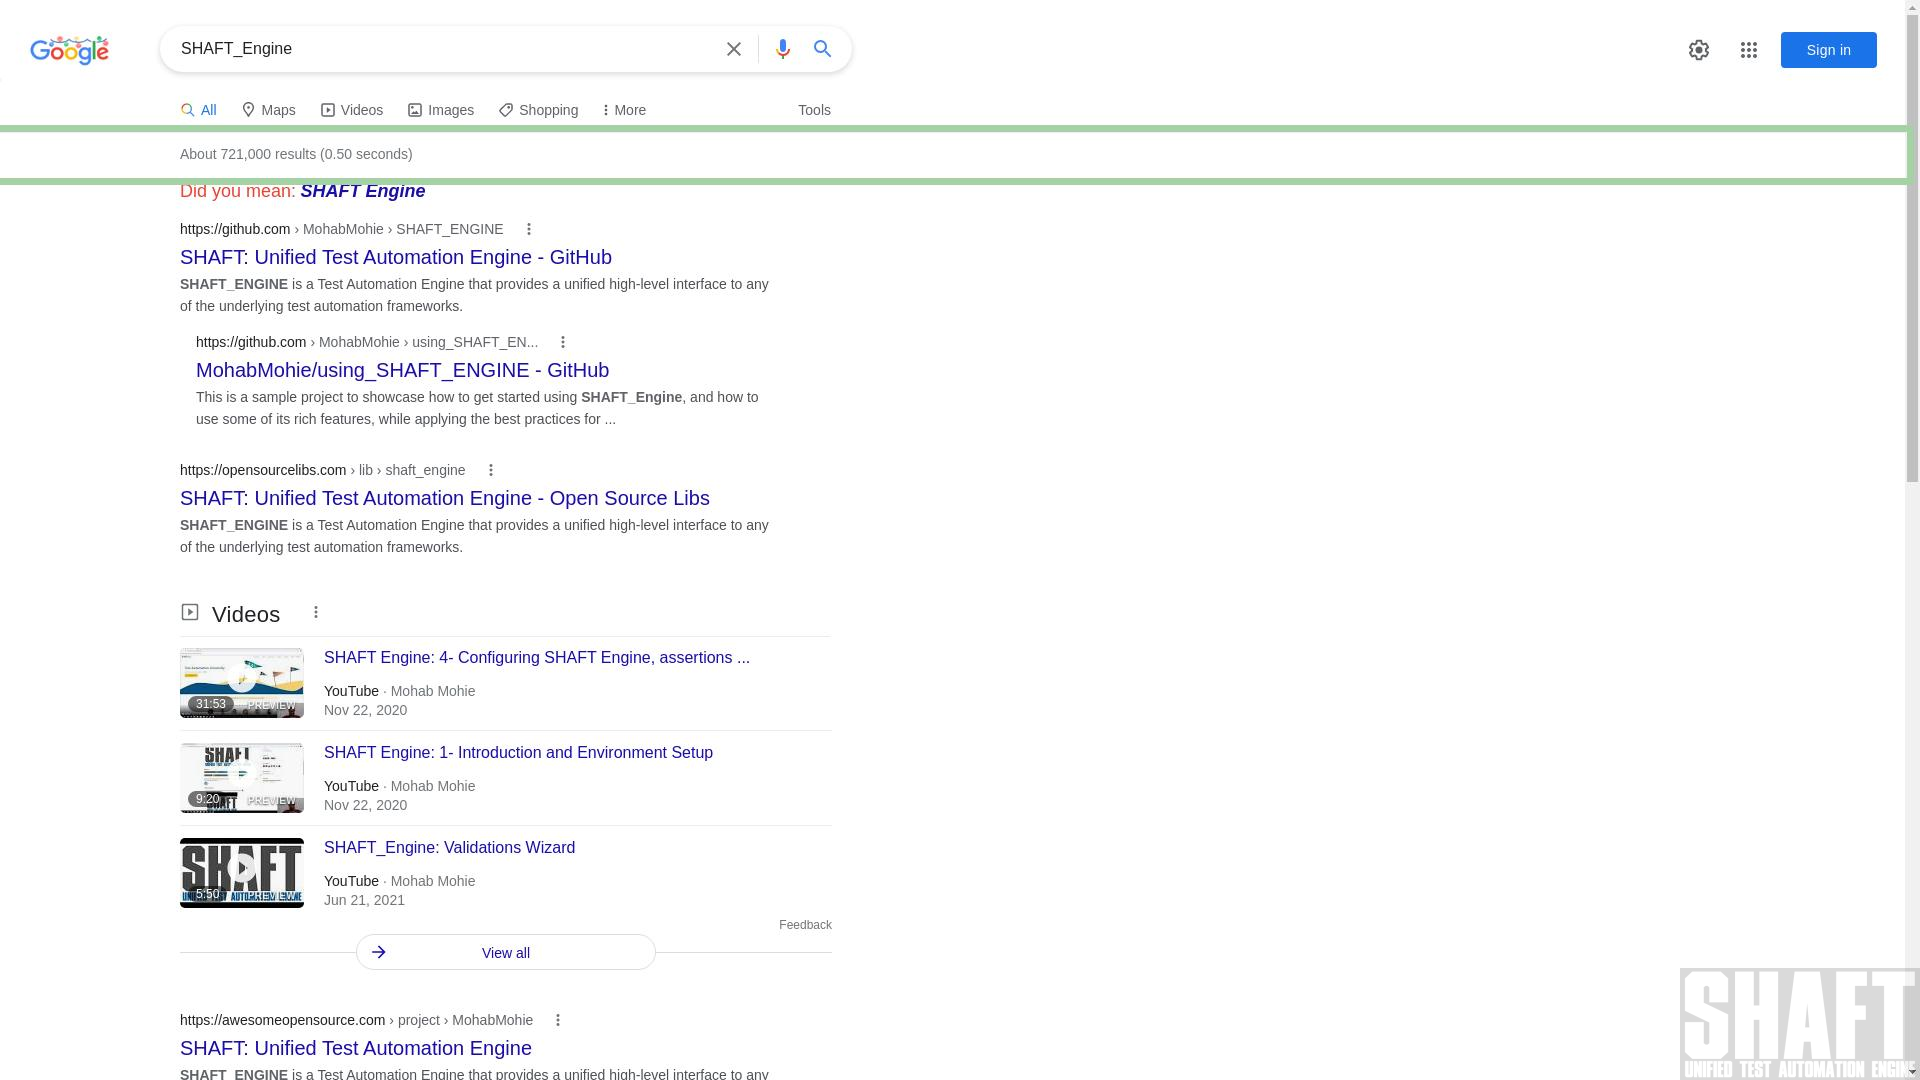 Google
SHAFT_Engine
Sign in
All
Maps
Videos
Images
Shopping
More
Tools
About 721,000 results (0.50 seconds)
Did you mean: SHAFT Engine
https://github.com › MohabMohie › SHAFT_ENGINE
SHAFT: Unified Test Automation Engine - GitHub
SHAFT_ENGINE is a Test Automation Engine that provides a unified high-level interface to any
of the underlying test automation frameworks.
https://github.com › MohabMohie › using_SHAFT_EN...
MohabMohie/using_SHAFT_ENGINE - GitHub
This is a sample project to showcase how to get started using SHAFT_Engine, and how to
use some of its rich features, while applying the best practices for ...
https://opensourcelibs.com › lib › shaft_engine
SHAFT: Unified Test Automation Engine - Open Source Libs
SHAFT_ENGINE is a Test Automation Engine that provides a unified high-level interface to any
of the underlying test automation frameworks.
Videos
31:53
PREVIEW
SHAFT Engine: 4- Configuring SHAFT Engine, assertions ...
YouTube · Mohab Mohie
Nov 22, 2020
SHAFT
9:20
PREVIEW
SHAFT Engine: 1- Introduction and Environment Setup
YouTube · Mohab Mohie
Nov 22, 2020
SHAFT
5:50
PREVIEW
SHAFT_Engine: Validations Wizard
YouTube · Mohab Mohie
Jun 21, 2021
Feedback
View all
https://awesomeopensource.com › project › MohabMohie
SHAFT: Unified Test Automation Engine
SHAFT_ENGINE is a Test Automation Engine that provides a unified high-level interface to any
SHAFT
UNIFIED TEST AUTOMATION ENGINE